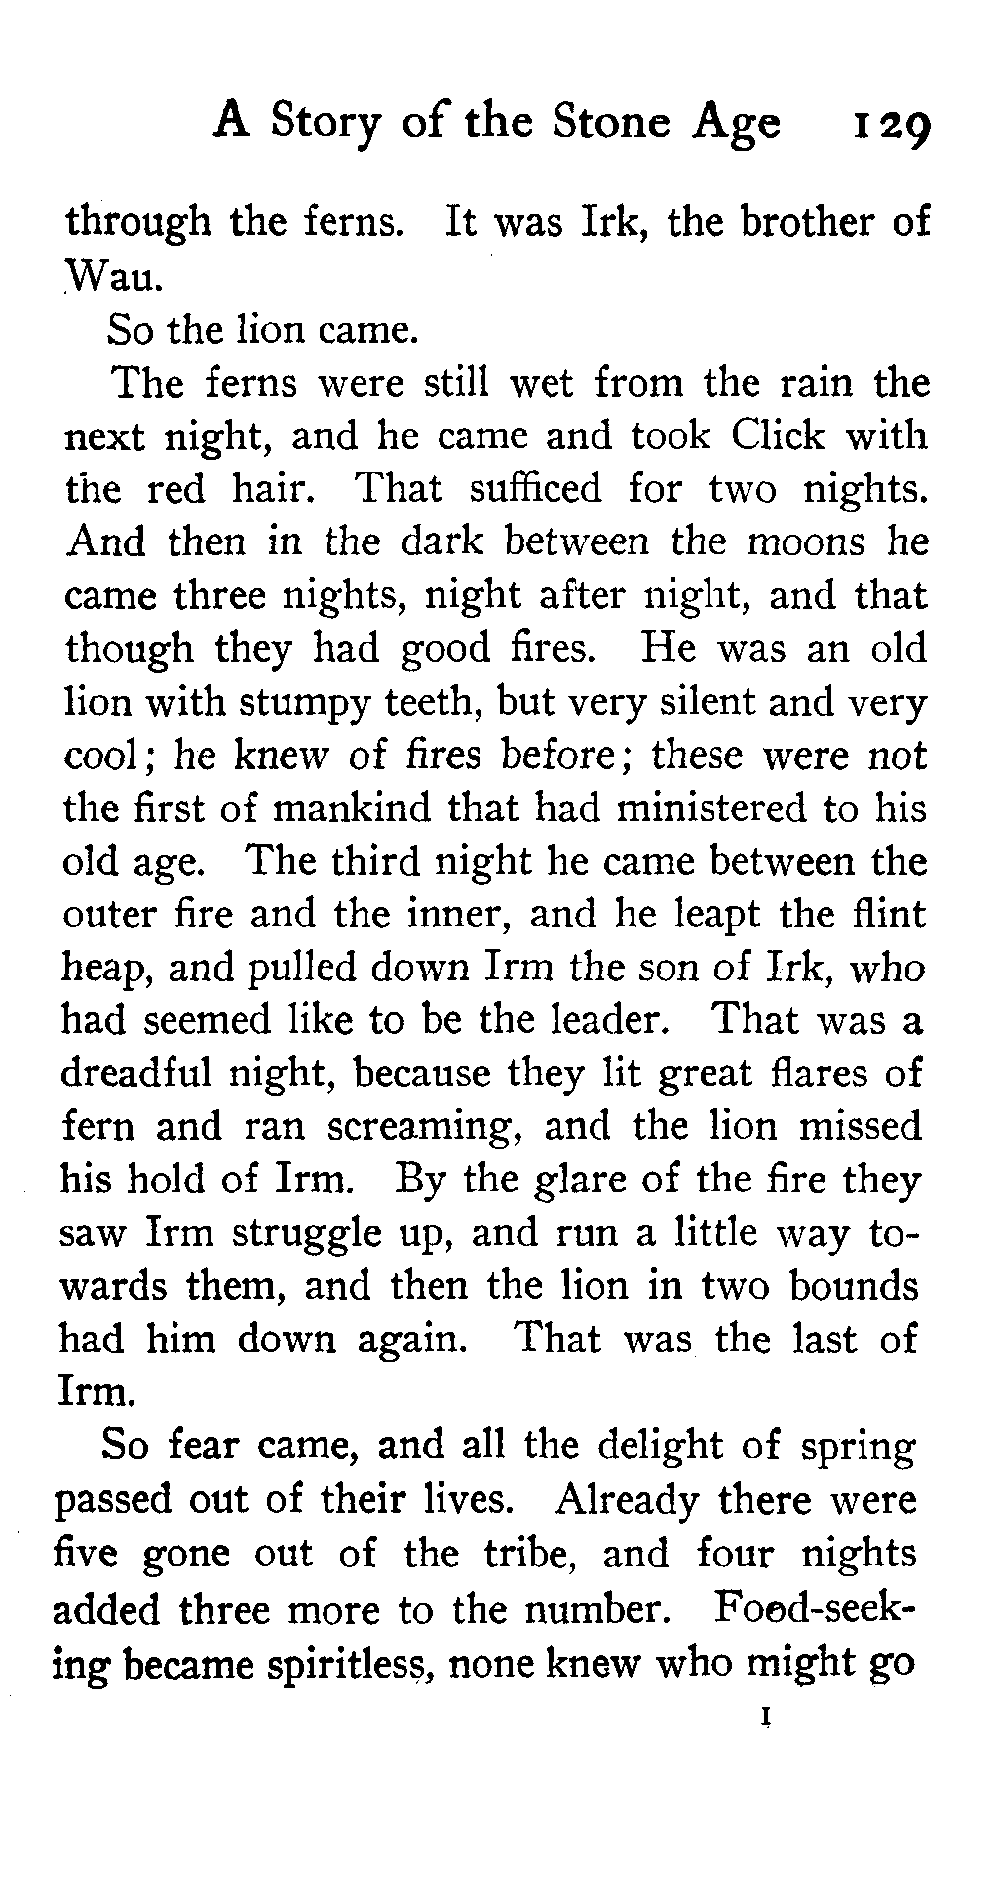 A Story of the Stone Age 129
through the ferns. It was Irk, the brother of
Wau.
So the lion came.
The ferns were still wet from the rain the
next night, and he came and took Click with
the red hair. That sufficed for two nights.
And then in the dark between the moons he
came three nights, night after night, and that
though they had good fires. He was an old
lion with stumpy teeth, but very silent and very
cool; he knew of fires before; these were not
the first of mankind that had ministered to his
old age. The third night he came between the
outer fire and the inner, and he leapt the flint
heap, and pulled down Irm the son of Irk, who
had seemed like to be the leader. That was a
dreadful night, because they lit great flares of
fern and ran screaming, and the lion missed
his hold of Irm. By the glare of the fire they
saw Irm struggle up, and run a little way to-
wards them, and then the lion in two bounds
had him down again. That was the last of
Irm.
So fear came, and all the delight of spring
passed out of their lives. Already there were
five gone out of the tribe, and four nights
added three more to the number. Food-seek-
ing became spiritless, none knew who might go
I